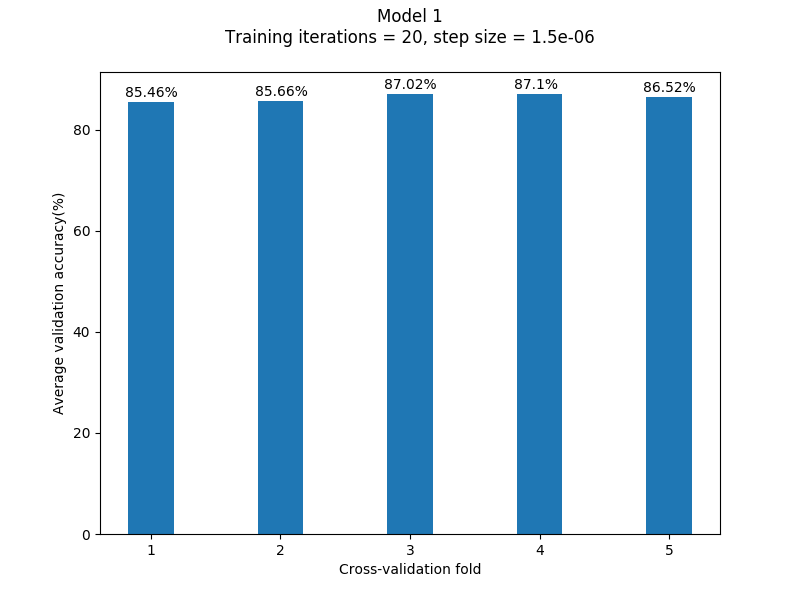 Model 1
Training iterations = 20, step size = 1.5e-06
85.46%
85.66%
87.02%
87.1%
86.52%
80
60
40
20
0
Average validation accuracy(%)
1 2 3 4 5
Cross-validation fold